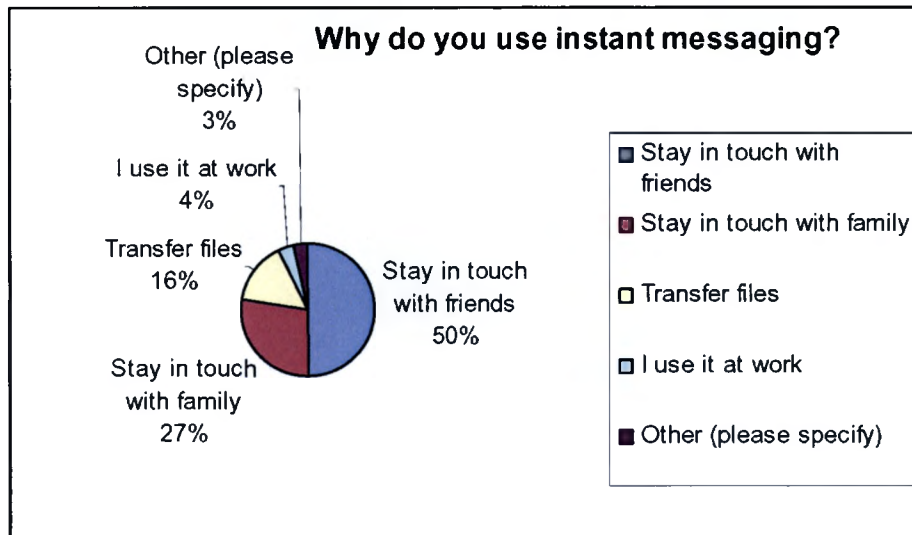 Why do you use instant messaging?
Other (please
specify)
3%
I use it at work
4%
Transfer files
16%
Stay in touch
with friends
50%
Stay in touch
with family
27%
Stay in touch with
friends
Stay in touch with family
Transfer files
I use it at work
Other (please specify)